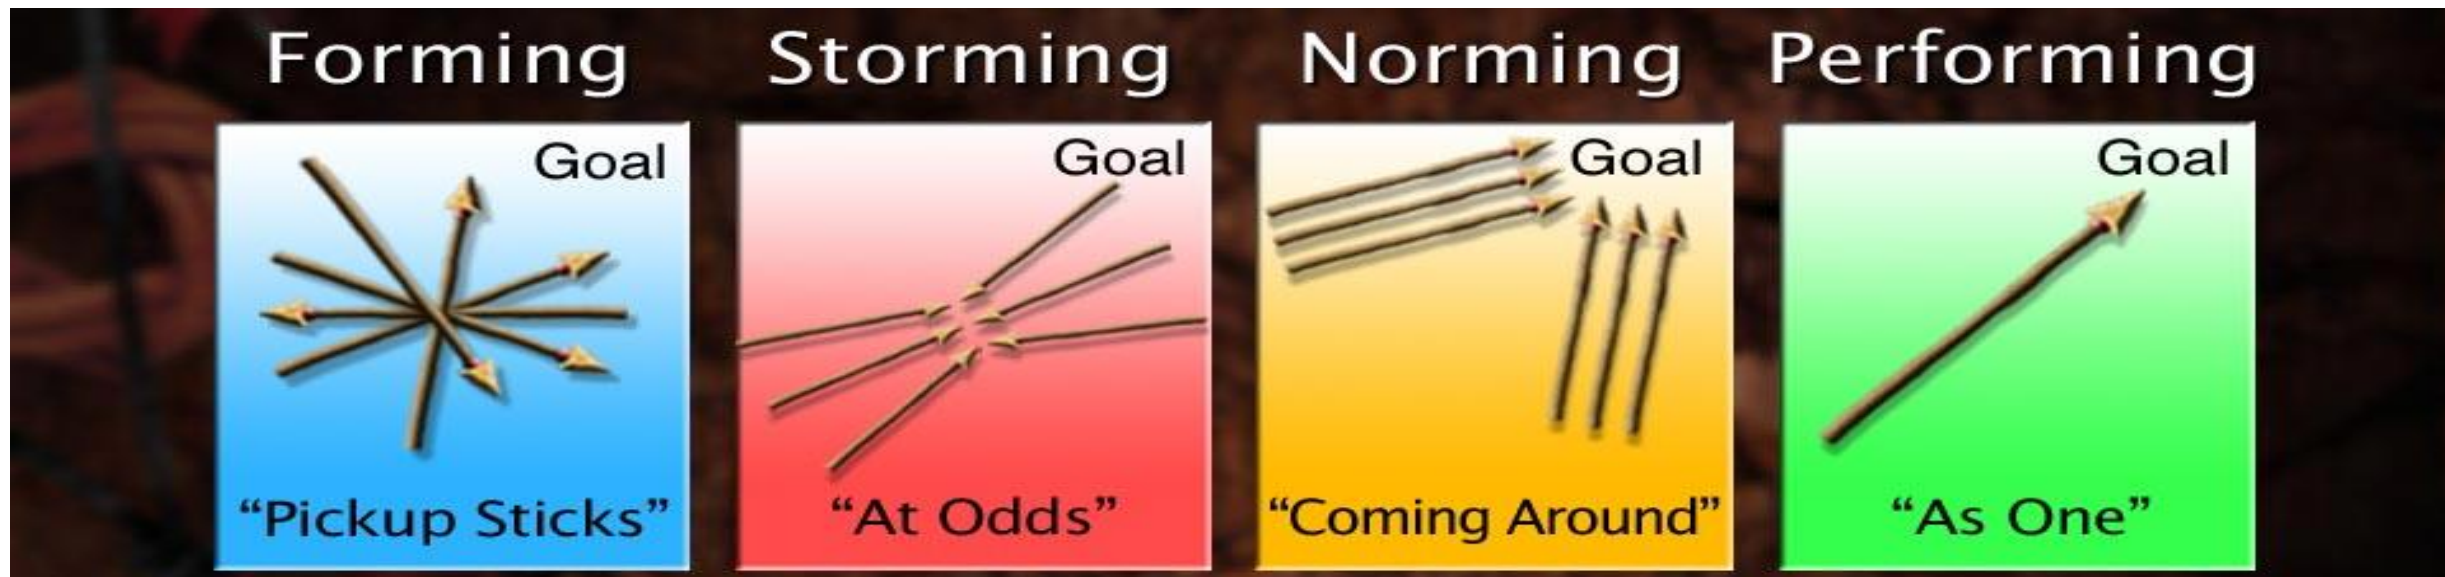 Forming Storming Norming Performing
Goal Goal Goal Goal
“Pickup Sticks” “At Odds” “Coming Around” “As One”